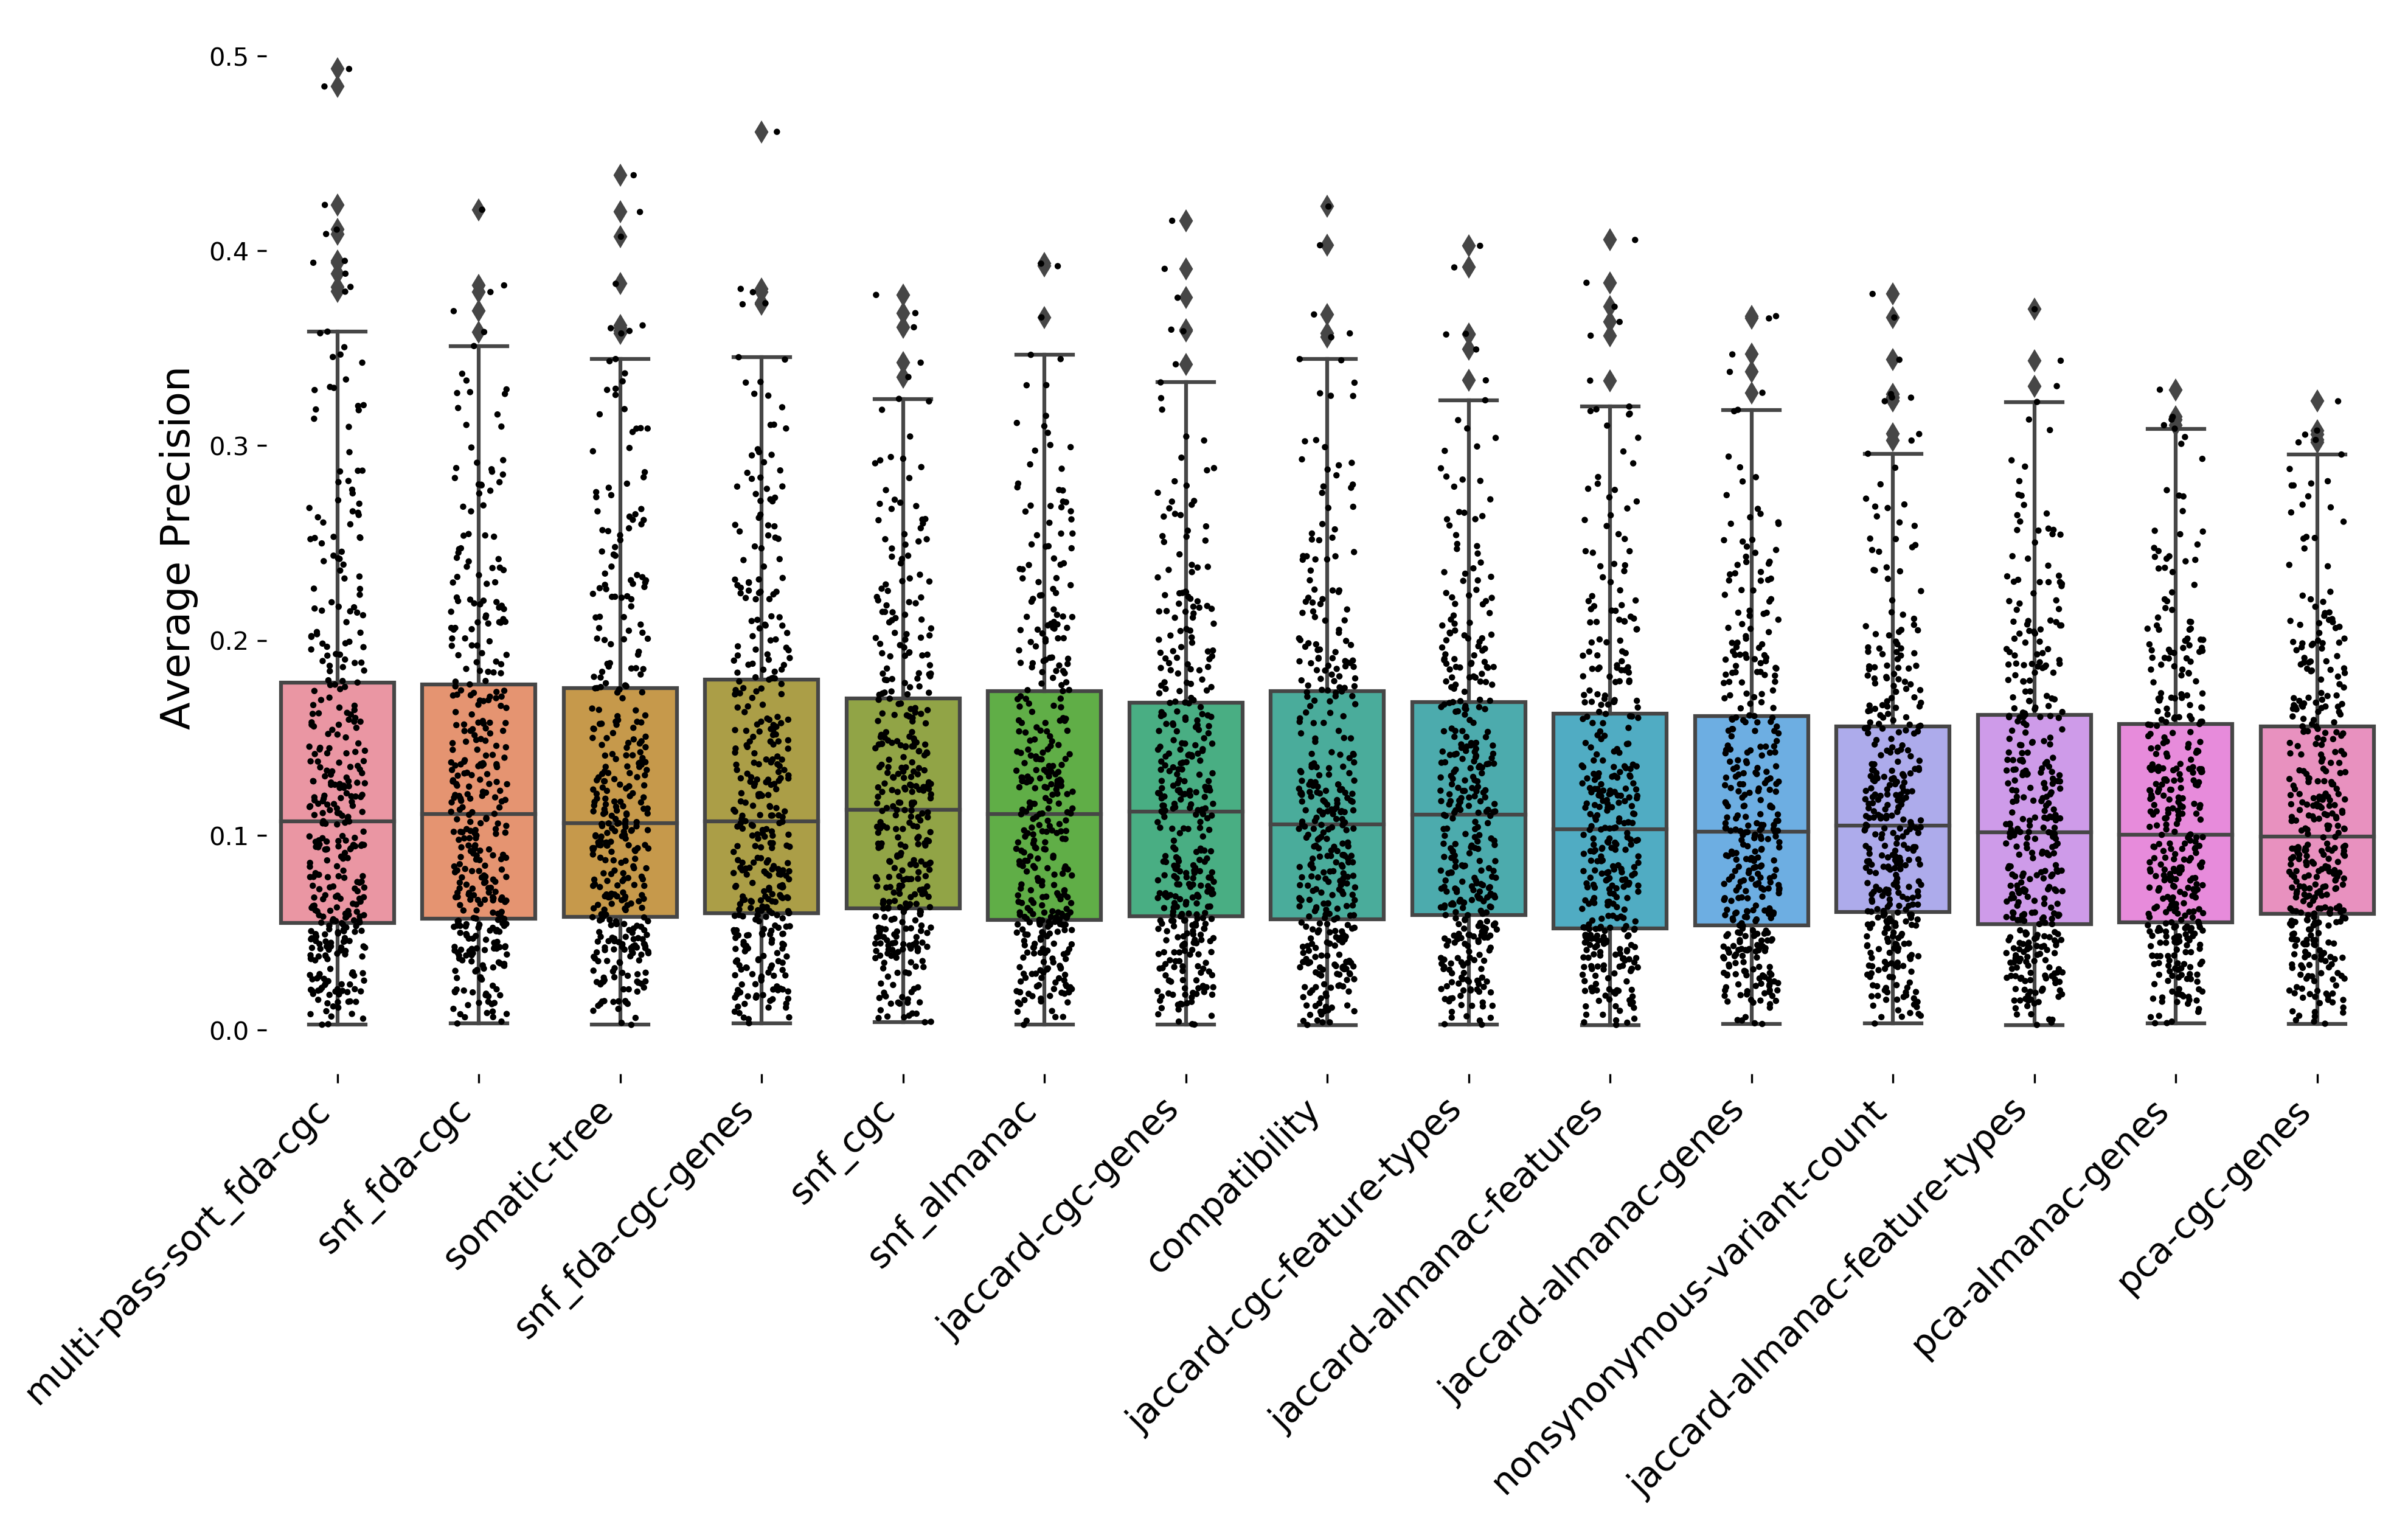 Average Precision
0.5
0.4
0.3
0.2
0.1
0.0
multi-pass-sort_fda-cgc
snf_fda-cgc
somatic-tree
snf_fda-cgc-genes
snf_cgc
snf_almanac
jaccard-cgc-genes
compatibility
jaccard-cgc-feature-types
jaccard-almanac-features
jaccard-almanac-genes
nonsynonymous-variant-count
jaccard-almanac-feature-types
pca-almanac-genes
pca-cgc-genes